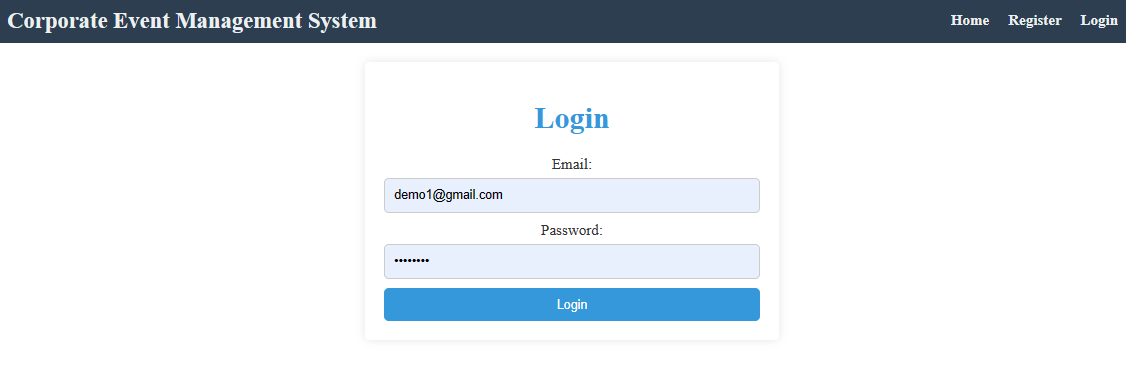 Corporate Event Management System
Home Register Login
Login
Email:
demo1@gmail.com
Password:
••••••••
Login